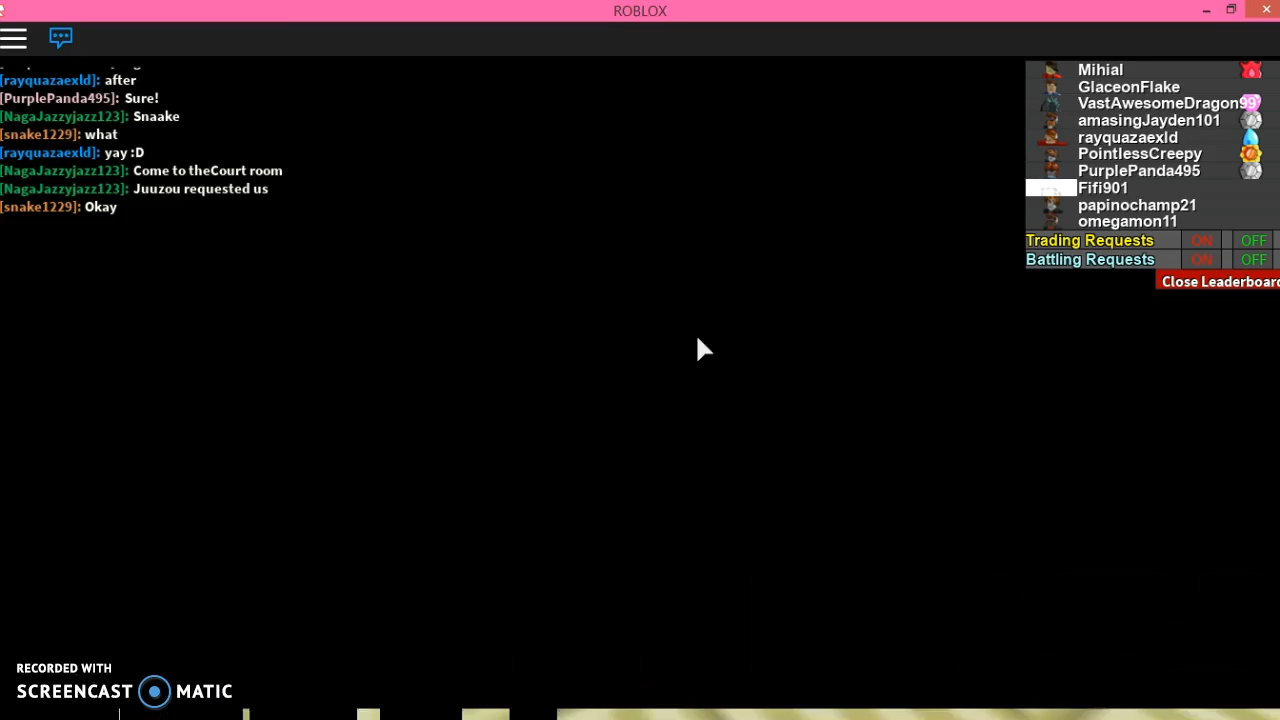 ROBLOX
[rayquazaexld]: after
[PurplePanda495]: Sure!
[NagaJazzyjazz123]: Snaake
[snake1229]: what
[rayquazaexld]: yay :D
[NagaJazzyjazz123]: Come to theCourt room
[NagaJazzyjazz123]: Juuzou requested us
[snake1229]: Okay
Mihial
GlaceonFlake
VastAwesomeDragon99
amasingJayden101
rayquazaexld
PointlessCreepy
PurplePanda495
Fifi901
papinochamp21
omegamon11
Trading Requests ON OFF
Battling Requests ON OFF
Close Leaderboard
RECORDED WITH
SCREENCAST MATIC